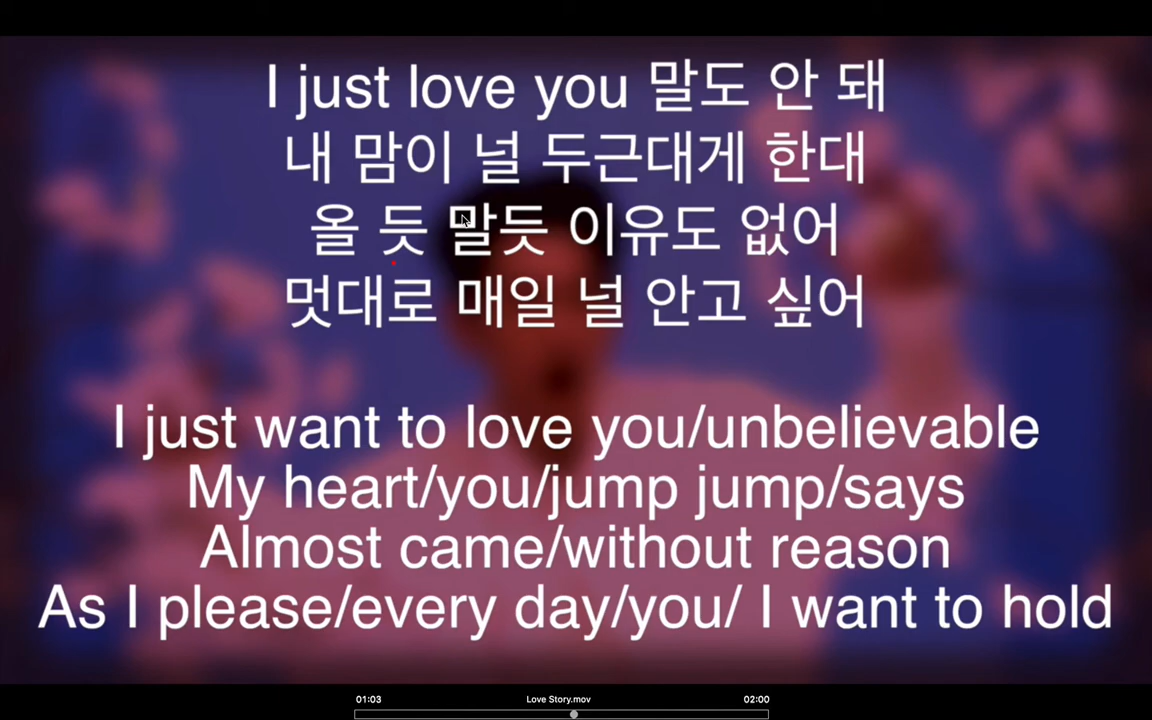 I just love you 말도 안 돼
내 맘이 널 두근대게 한대
올 듯 말듯 이유도 없어
멋대로 매일 널 안고 싶어
I just want to love you/unbelievable
My heart/you/jump jump/says
Almost came/without reason
As I please/every day/you/ I want to hold
01:03 Love Story.mov 02:00